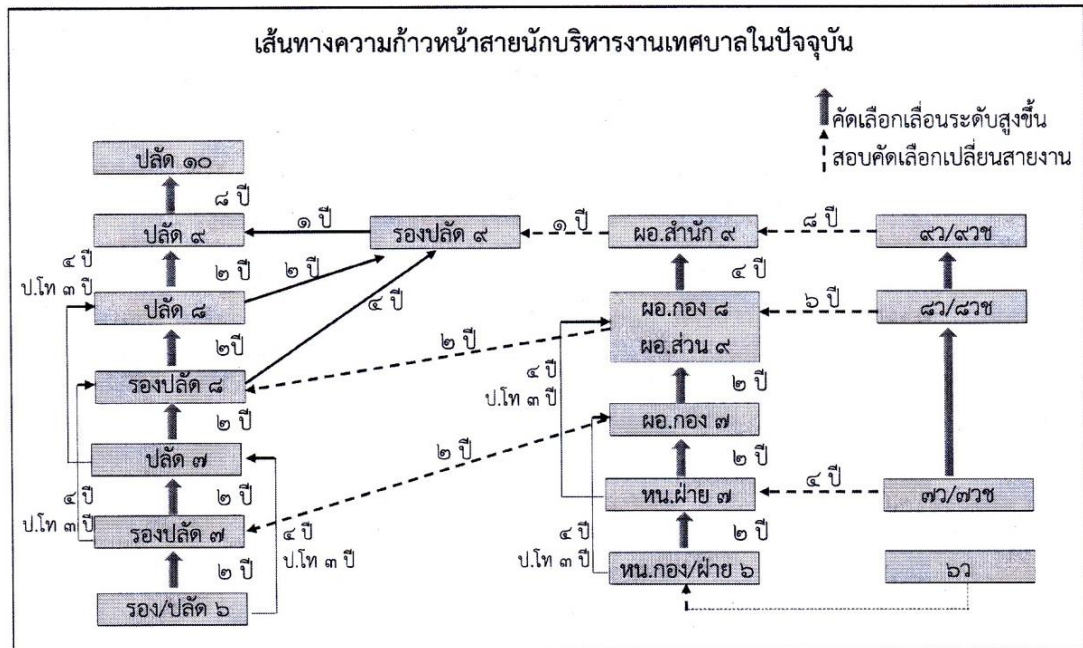 เส้นทางความก้าวหน้าสายนักบริหารงานเทศบาลในปัจจุบัน
คัดเลือกเลื่อนระดับสูงขึ้น
สอบคัดเลือกเปลี่ยนสายงาน
ปลัด ๑๐
๘ ปี
ปลัด ๙
๑ ปี
รองปลัด ๙
๑ ปี
ผอ.สำนัก ๙
๘ ปี
๙ว/๙วช
๔ ปี
ป.โท ๓ ปี
๒ ปี
๒ ปี
๔ ปี
๔ ปี
ปลัด ๘
ผอ.กอง ๘
ผอ.ส่วน ๙
๖ ปี
๘ว/๘วช
๒ปี
๒ ปี
รองปลัด ๘
๔ ปี
ป.โท ๓ ปี
๒ ปี
๒ ปี
ผอ.กอง ๗
ปลัด ๗
๒ ปี
๒ ปี
๔ ปี
ป.โท ๓ ปี
๒ ปี
หน.ฝ่าย ๗
๔ ปี
๗ว/๗วช
รองปลัด ๗
๔ ปี
ป.โท ๓ ปี
๔ ปี
ป.โท ๓ ปี
๒ ปี
๒ ปี
หน.กอง/ฝ่าย ๖
๖ว
รอง/ปลัด ๖